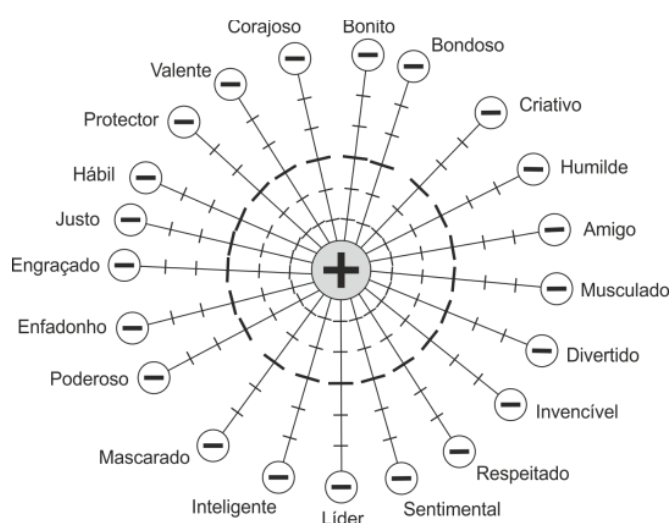 Corajoso
Bonito
Bondoso
Valente
Criativo
Protector
Humilde
Hábil
Justo
Amigo
Engraçado
Musculado
Enfadonho
Divertido
Poderoso
Invencível
Mascarado
Respeitado
Inteligente
Sentimental
Líder